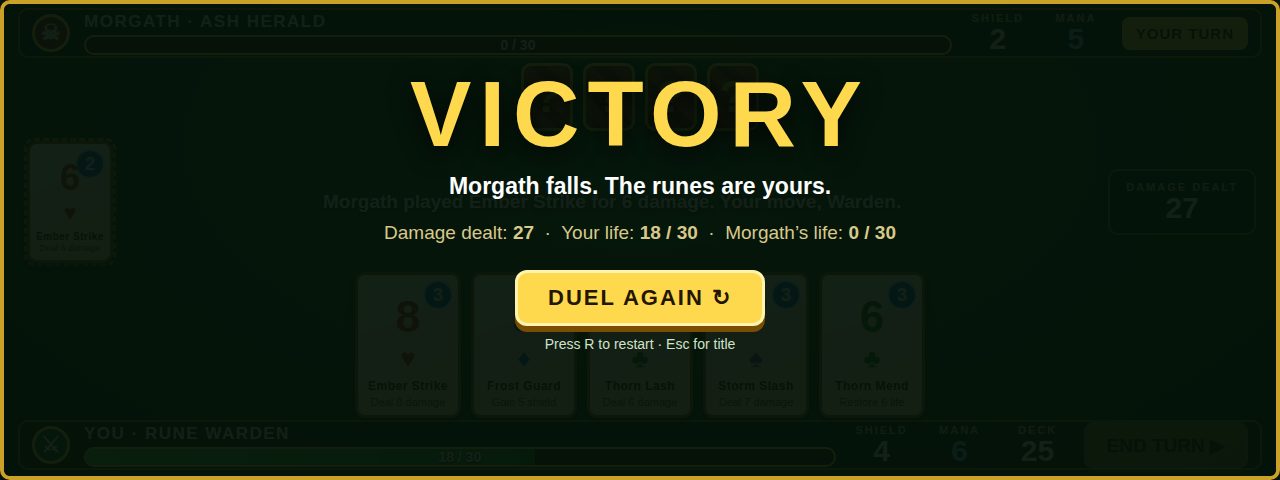 MORGATH · ASH HERALD
0 / 30
SHIELD
2
MANA
5
YOUR TURN
VICTORY
Morgath falls. The runes are yours.
Morgath played Ember Strike for 6 damage. Your move, Warden.
Damage dealt: 27 · Your life: 18 / 30 · Morgath's life: 0 / 30
6
2
Ember Strike
Deal 6 damage
DAMAGE DEALT
27
DUEL AGAIN ↻
Press R to restart · Esc for title
8
3
Ember Strike
Deal 8 damage
Frost Guard
Gain 5 shield
Thorn Lash
Deal 6 damage
3
Storm Slash
Deal 7 damage
6
3
Thorn Mend
Restore 6 life
YOU · RUNE WARDEN
18 / 30
SHIELD
4
MANA
6
DECK
25
END TURN ▶